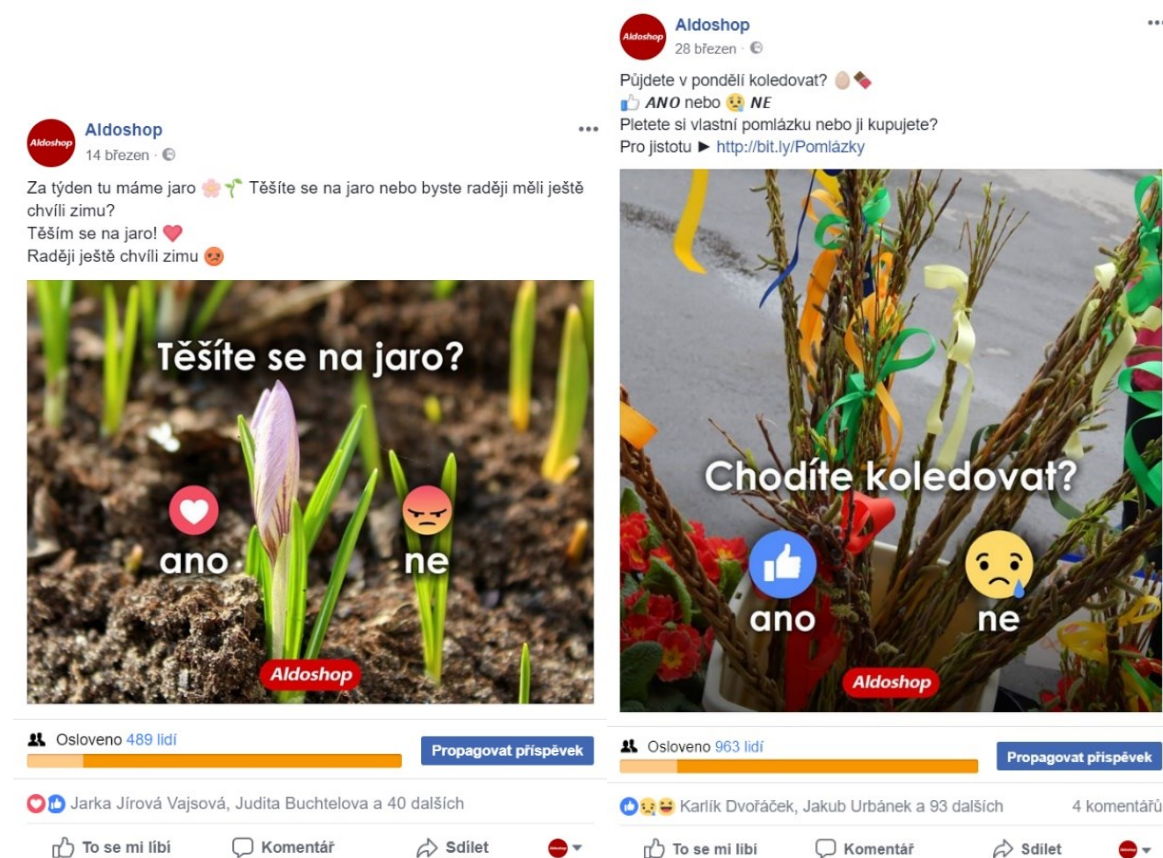 Aldoshop
Aldoshop
14 březen
Za týden tu máme jaro 🌸🌱 Těšíte se na jaro nebo byste raději měli ještě
chvíli zimu?
Těším se na jaro! ❤️
Raději ještě chvíli zimu 😡
Těšíte se na jaro?
ano
ne
Aldoshop
Osloveno 489 lidí
Propagovat příspěvek
Jarka Jírová Vajsová, Judita Buchtelova a 40 dalších
To se mi líbí
Komentář
Sdílet
Aldoshop
Aldoshop
28 březen
Půjdete v pondělí koledovat? 🥚🍫
👍 ANO nebo 😢 NE
Pletete si vlastní pomlázku nebo ji kupujete?
Pro jistotu ► http://bit.ly/Pomlázky
Chodíte koledovat?
ano
ne
Aldoshop
Osloveno 963 lidí
Propagovat příspěvek
Karlík Dvořáček, Jakub Urbánek a 93 dalších
4 komentářů
To se mi líbí
Komentář
Sdílet